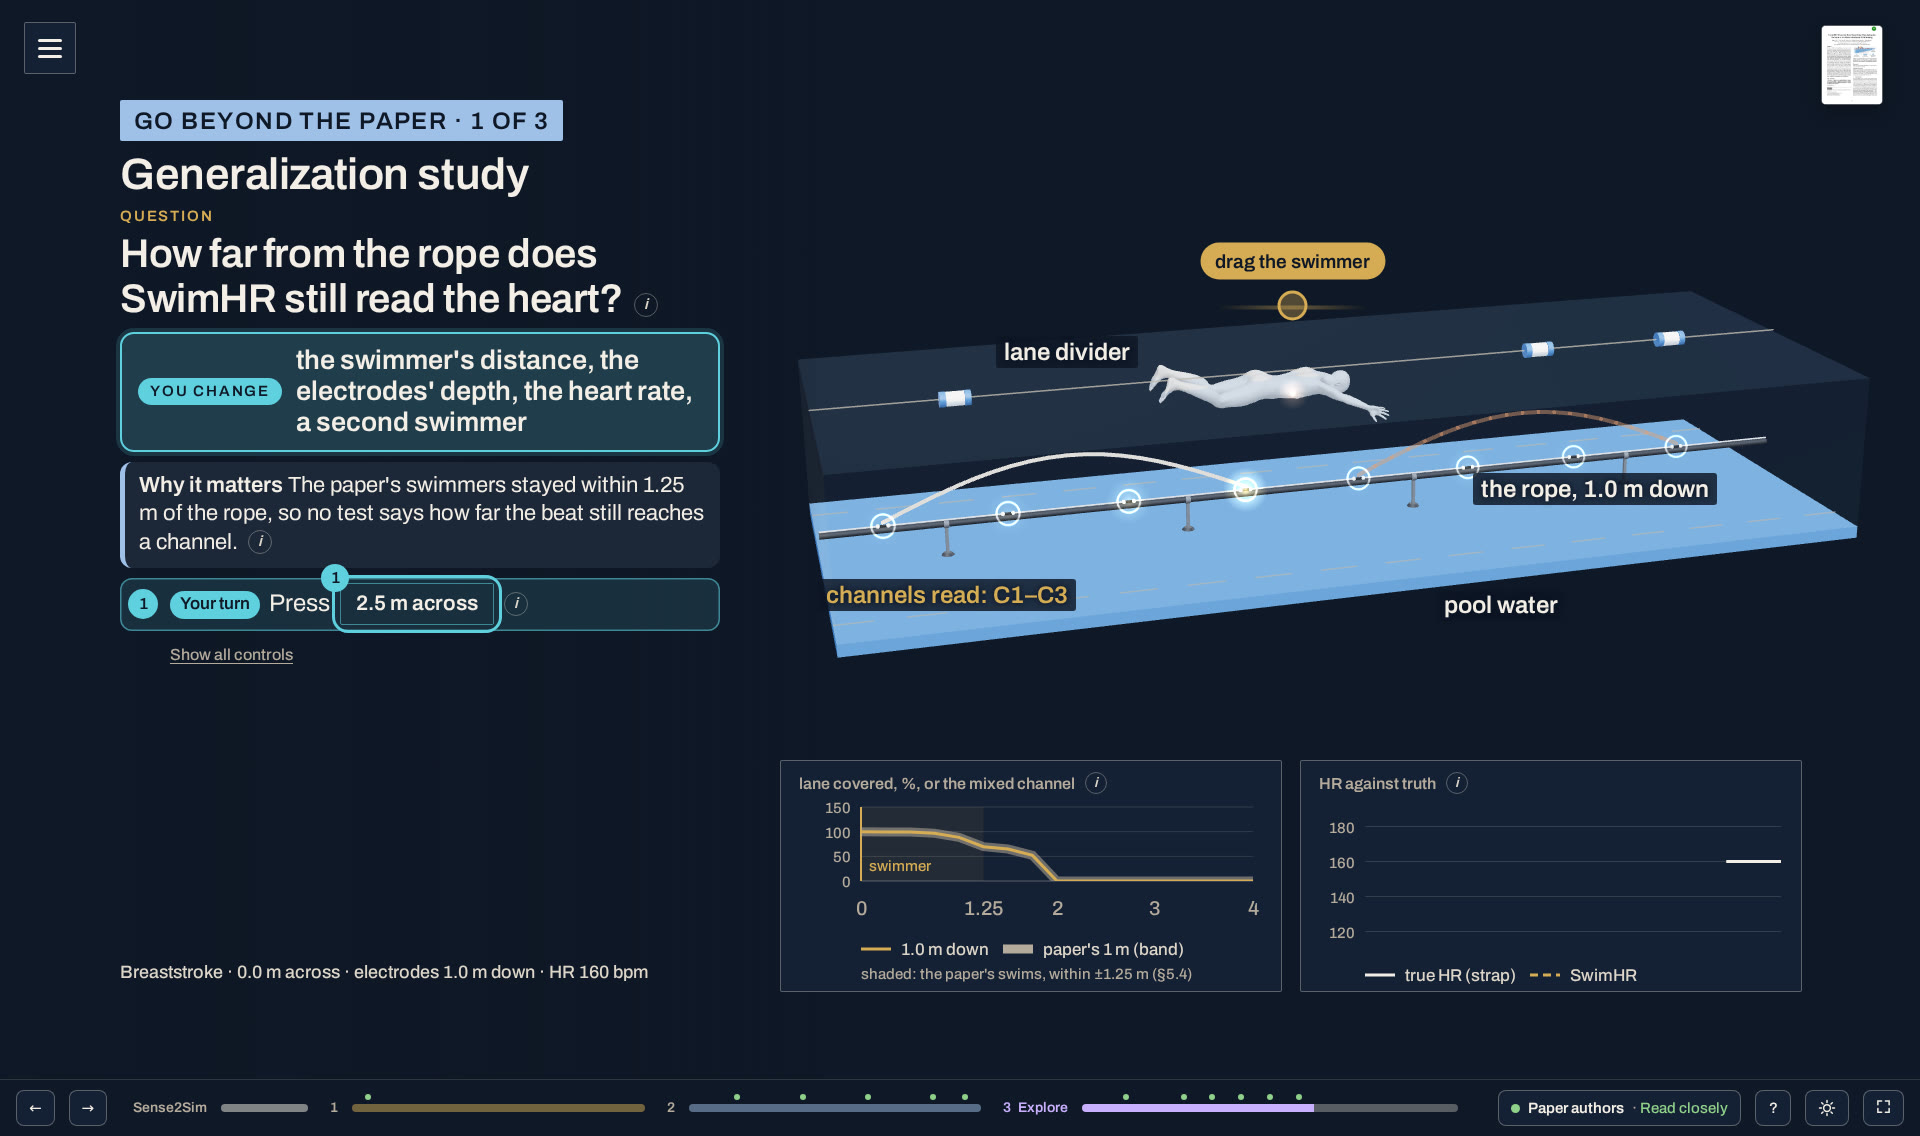 GO BEYOND THE PAPER · 1 OF 3
Generalization study
QUESTION
How far from the rope does
SwimHR still read the heart? i
YOU CHANGE
the swimmer's distance, the
electrodes' depth, the heart rate,
a second swimmer
Why it matters The paper's swimmers stayed within 1.25
m of the rope, so no test says how far the beat still reaches
a channel. i
1
1 Your turn Press 2.5 m across i
Show all controls
Breaststroke · 0.0 m across · electrodes 1.0 m down · HR 160 bpm
drag the swimmer
lane divider
the rope, 1.0 m down
channels read: C1–C3
pool water
lane covered, %, or the mixed channel i
150
100
50
0
swimmer
0 1.25 2 3 4
1.0 m down paper's 1 m (band)
shaded: the paper's swims, within ±1.25 m (§5.4)
HR against truth i
180
160
140
120
true HR (strap) SwimHR
← → Sense2Sim 1 2 3 Explore Paper authors · Read closely ?